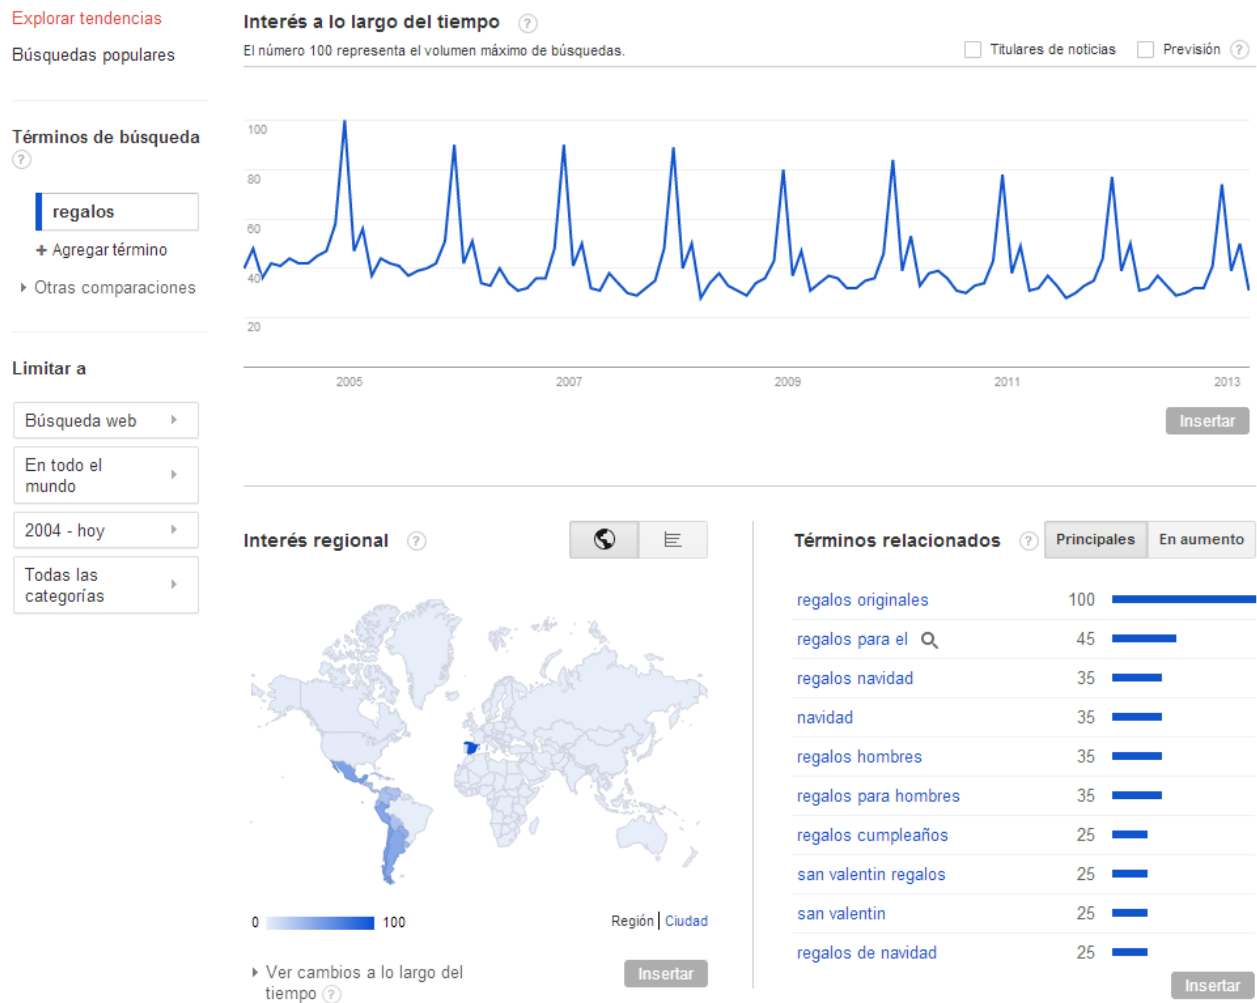 Explorar tendencias
Búsquedas populares
Términos de búsqueda
?
regalos
+ Agregar término
Otras comparaciones
Limitar a
Búsqueda web
En todo el
mundo
2004 - hoy
Todas las
categorías
Interés a lo largo del tiempo ?
El número 100 representa el volumen máximo de búsquedas.
Titulares de noticias Previsión ?
100
80
60
40
20
2005 2007 2009 2011 2013
Insertar
Interés regional ?
0 100
Región | Ciudad
Ver cambios a lo largo del
tiempo ?
Insertar
Términos relacionados ? Principales En aumento
regalos originales 100
regalos para el 45
regalos navidad 35
navidad 35
regalos hombres 35
regalos para hombres 35
regalos cumpleaños 25
san valentin regalos 25
san valentin 25
regalos de navidad 25
Insertar